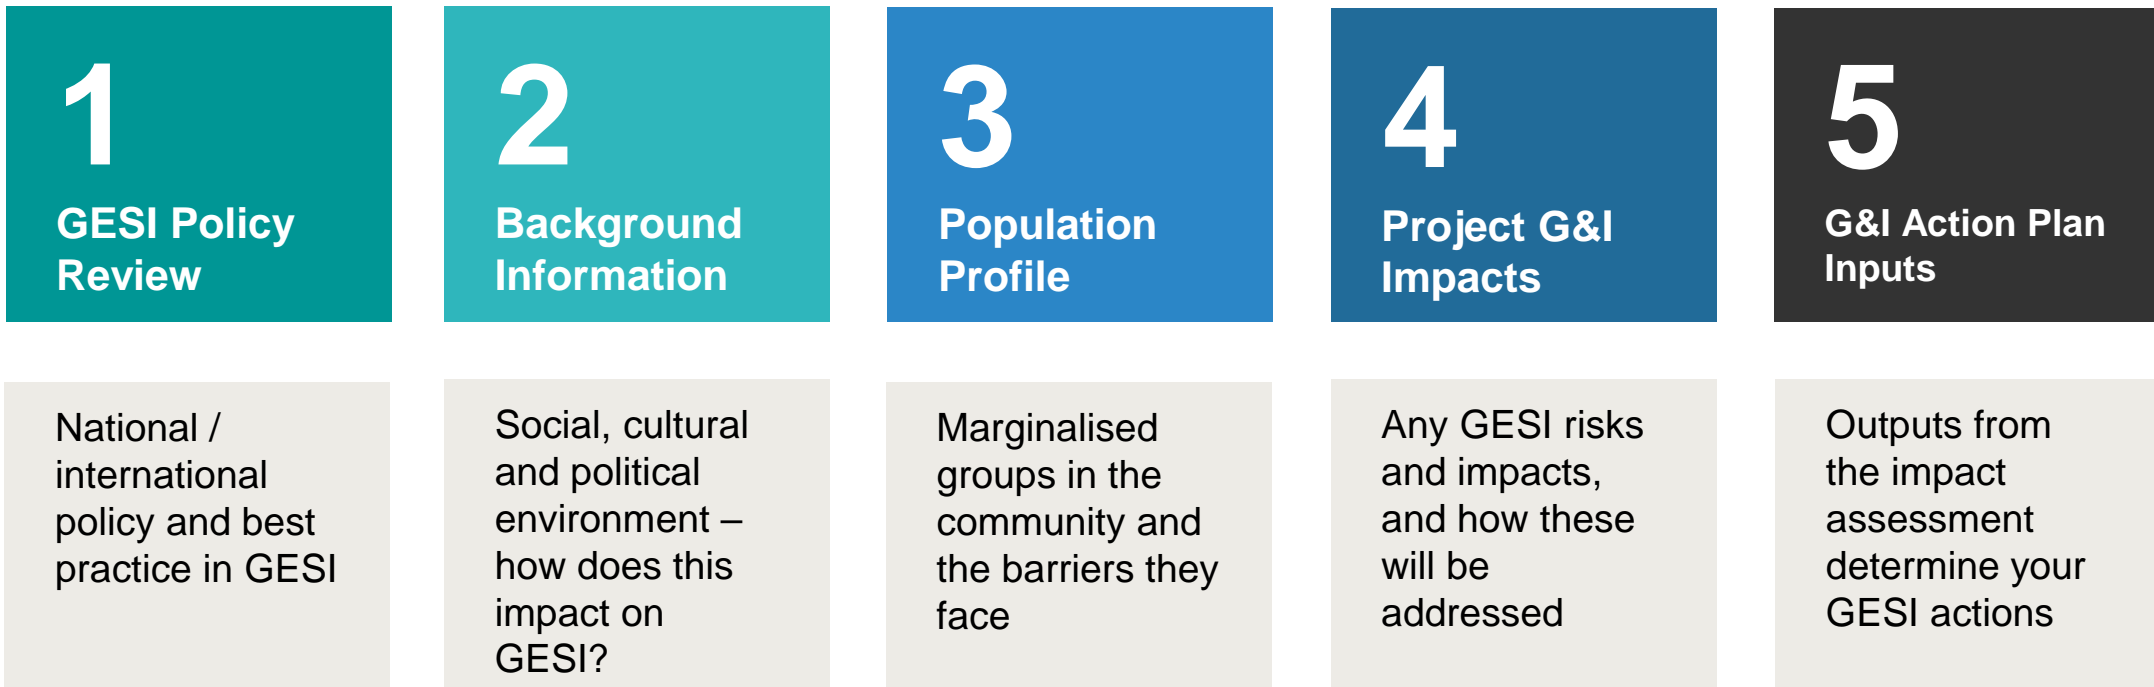 1
GESI Policy
Review
National /
international
policy and best
practice in GESI
2
Background
Information
Social, cultural
and political
environment –
how does this
impact on
GESI?
3
Population
Profile
Marginalised
groups in the
community and
the barriers they
face
4
Project G&I
Impacts
Any GESI risks
and impacts,
and how these
will be
addressed
5
G&I Action Plan
Inputs
Outputs from
the impact
assessment
determine your
GESI actions